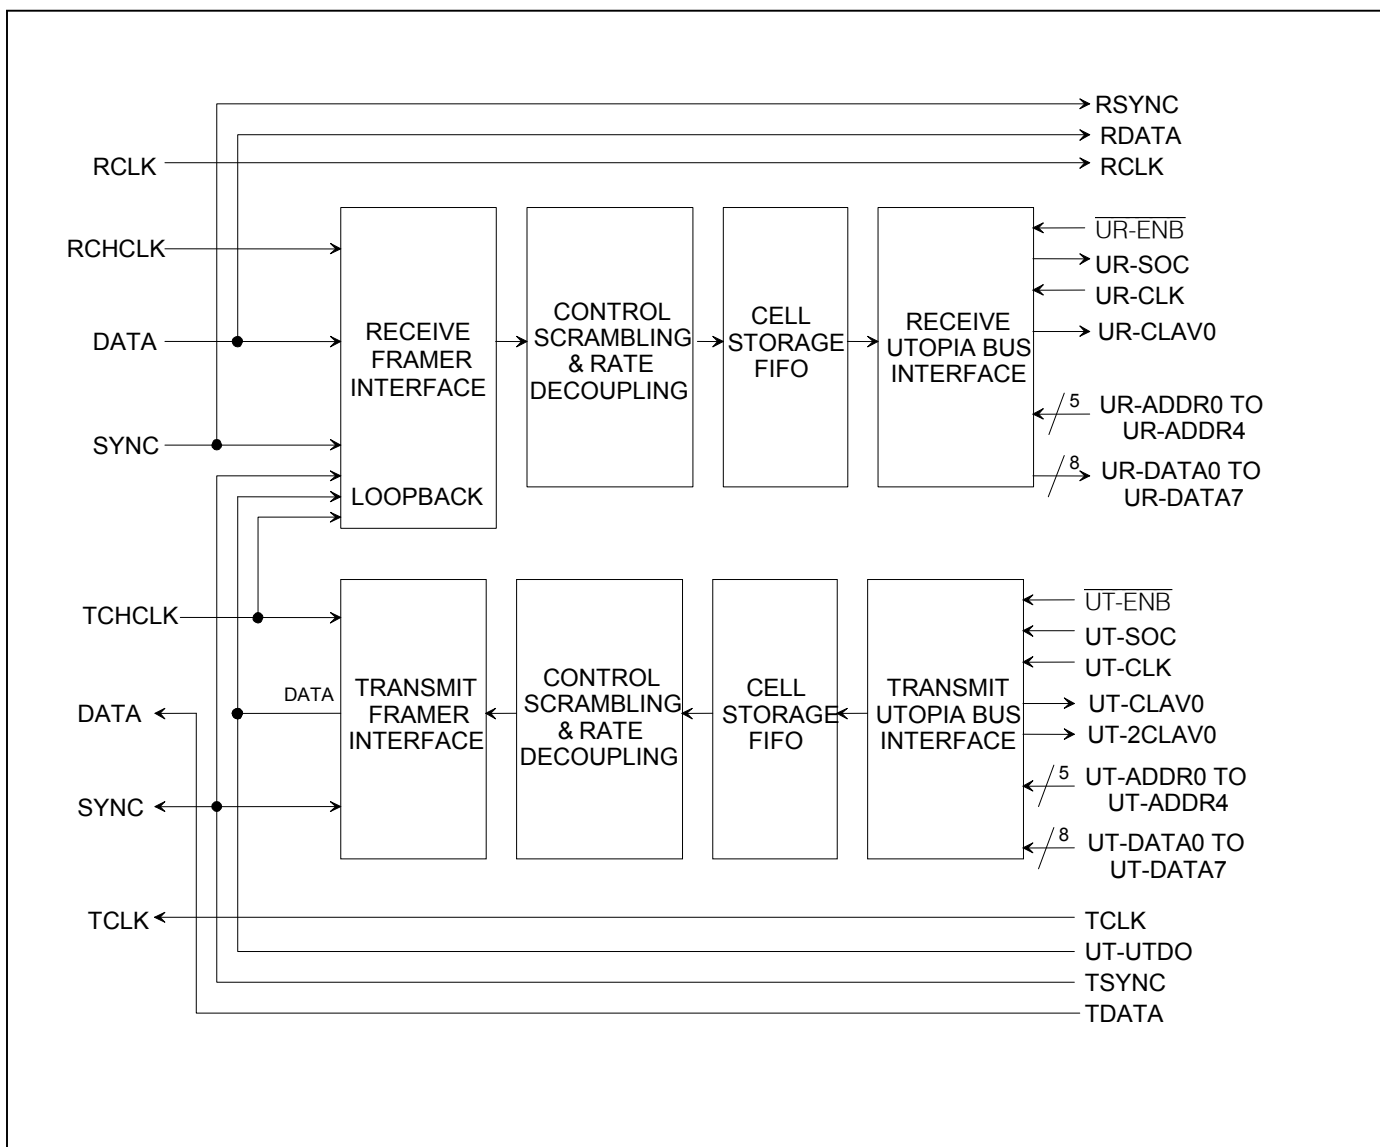 RSYNC
RDATA
RCLK
RCLK
RCHCLK
DATA
SYNC
RECEIVE
FRAMER
INTERFACE
LOOPBACK
CONTROL
SCRAMBLING
& RATE
DECOUPLING
CELL
STORAGE
FIFO
RECEIVE
UTOPIA BUS
INTERFACE
UR-ENB
UR-SOC
UR-CLK
UR-CLAV0
5
UR-ADDR0 TO
UR-ADDR4
8
UR-DATA0 TO
UR-DATA7
TCHCLK
DATA
SYNC
DATA
TRANSMIT
FRAMER
INTERFACE
CONTROL
SCRAMBLING
& RATE
DECOUPLING
CELL
STORAGE
FIFO
TRANSMIT
UTOPIA BUS
INTERFACE
UT-ENB
UT-SOC
UT-CLK
UT-CLAV0
UT-2CLAV0
5
UT-ADDR0 TO
UT-ADDR4
8
UT-DATA0 TO
UT-DATA7
TCLK
TCLK
UT-UTDO
TSYNC
TDATA